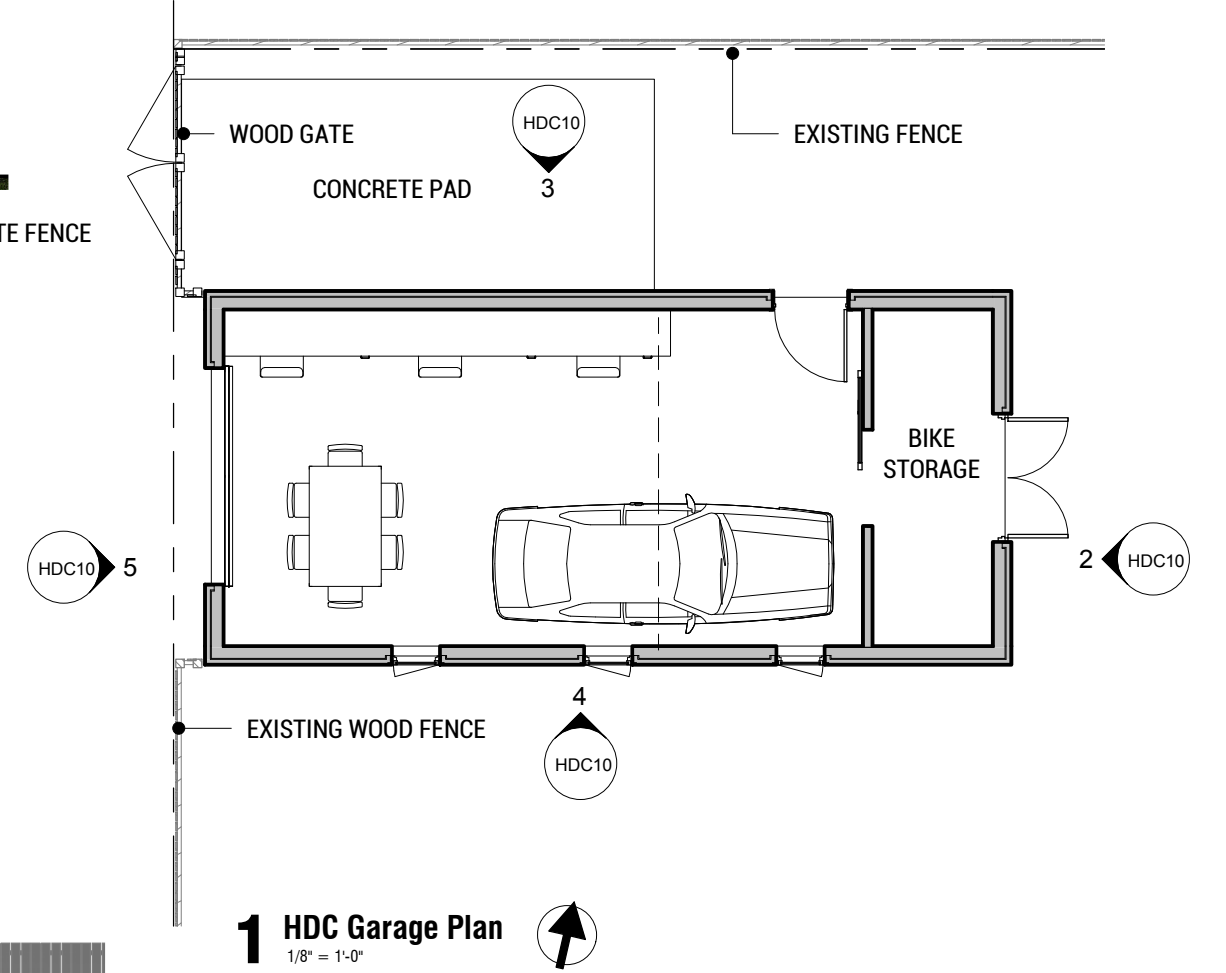 WOOD GATE
HDC10
3
EXISTING FENCE
CONCRETE PAD
TE FENCE
BIKE
STORAGE
HDC10 5
2 HDC10
4
HDC10
EXISTING WOOD FENCE
1 HDC Garage Plan
1/8" = 1'-0"